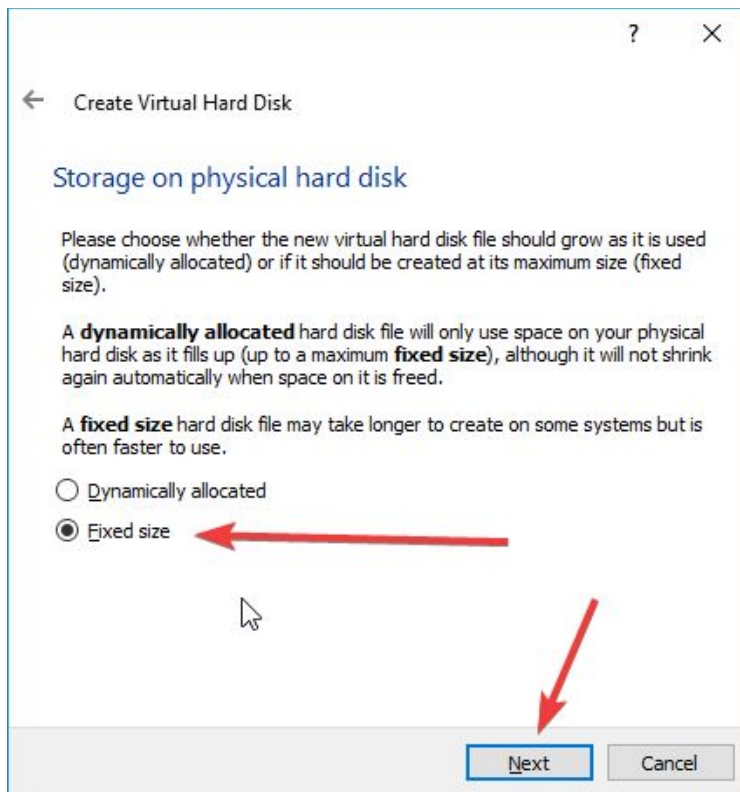 ?
Create Virtual Hard Disk
Storage on physical hard disk
Please choose whether the new virtual hard disk file should grow as it is used
(dynamically allocated) or if it should be created at its maximum size (fixed
size).
A dynamically allocated hard disk file will only use space on your physical
hard disk as it fills up (up to a maximum fixed size), although it will not shrink
again automatically when space on it is freed.
A fixed size hard disk file may take longer to create on some systems but is
often faster to use.
Dynamically allocated
Fixed size
Next Cancel